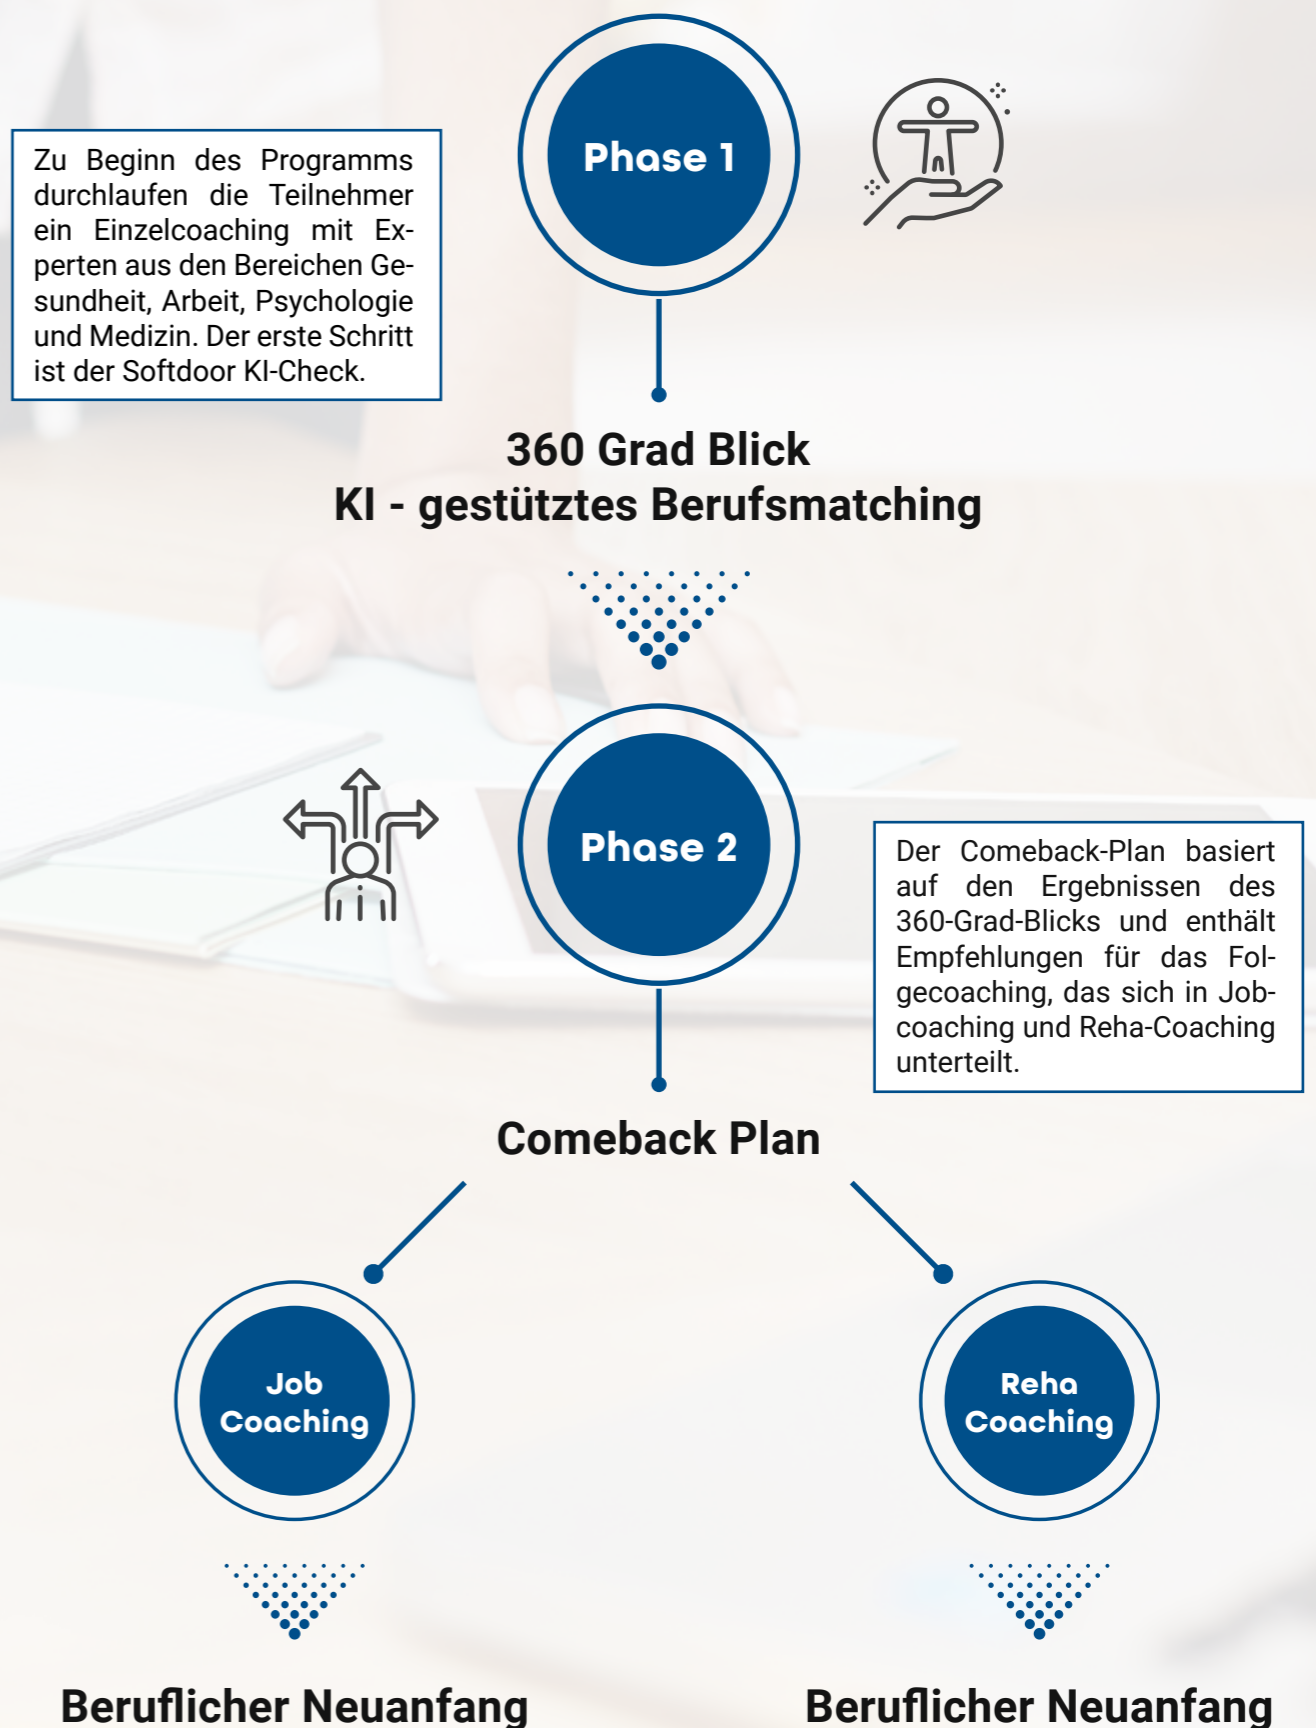 Phase 1
Zu Beginn des Programms
durchlaufen die Teilnehmer
ein Einzelcoaching mit Ex-
perten aus den Bereichen Ge-
sundheit, Arbeit, Psychologie
und Medizin. Der erste Schritt
ist der Softdoor KI-Check.
360 Grad Blick
KI - gestütztes Berufsmatching
Phase 2
Der Comeback-Plan basiert
auf den Ergebnissen des
360-Grad-Blicks und enthält
Empfehlungen für das Fol-
gecoaching, das sich in Job-
coaching und Reha-Coaching
unterteilt.
Comeback Plan
Job
Coaching
Reha
Coaching
Beruflicher Neuanfang
Beruflicher Neuanfang